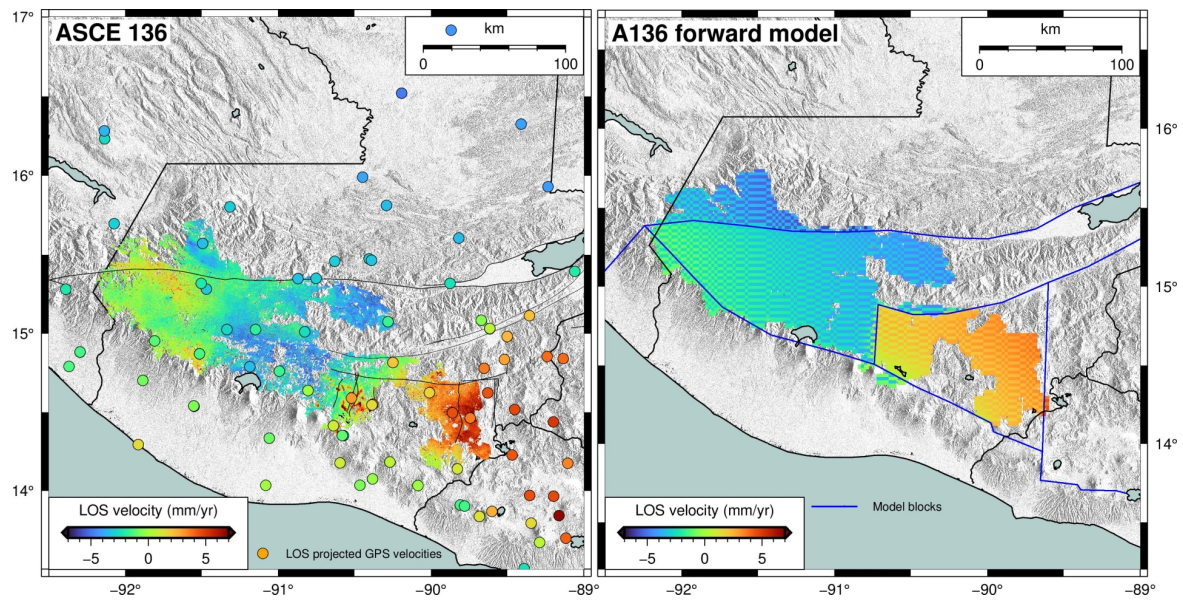 ASCE 136
km
0 100
17°
16°
15°
14°
LOS velocity (mm/yr)
−5 0 5
LOS projected GPS velocities
−92° −91° −90° −89°
A136 forward model
km
0 100
17°
16°
15°
14°
LOS velocity (mm/yr)
−5 0 5
Model blocks
−92° −91° −90° −89°